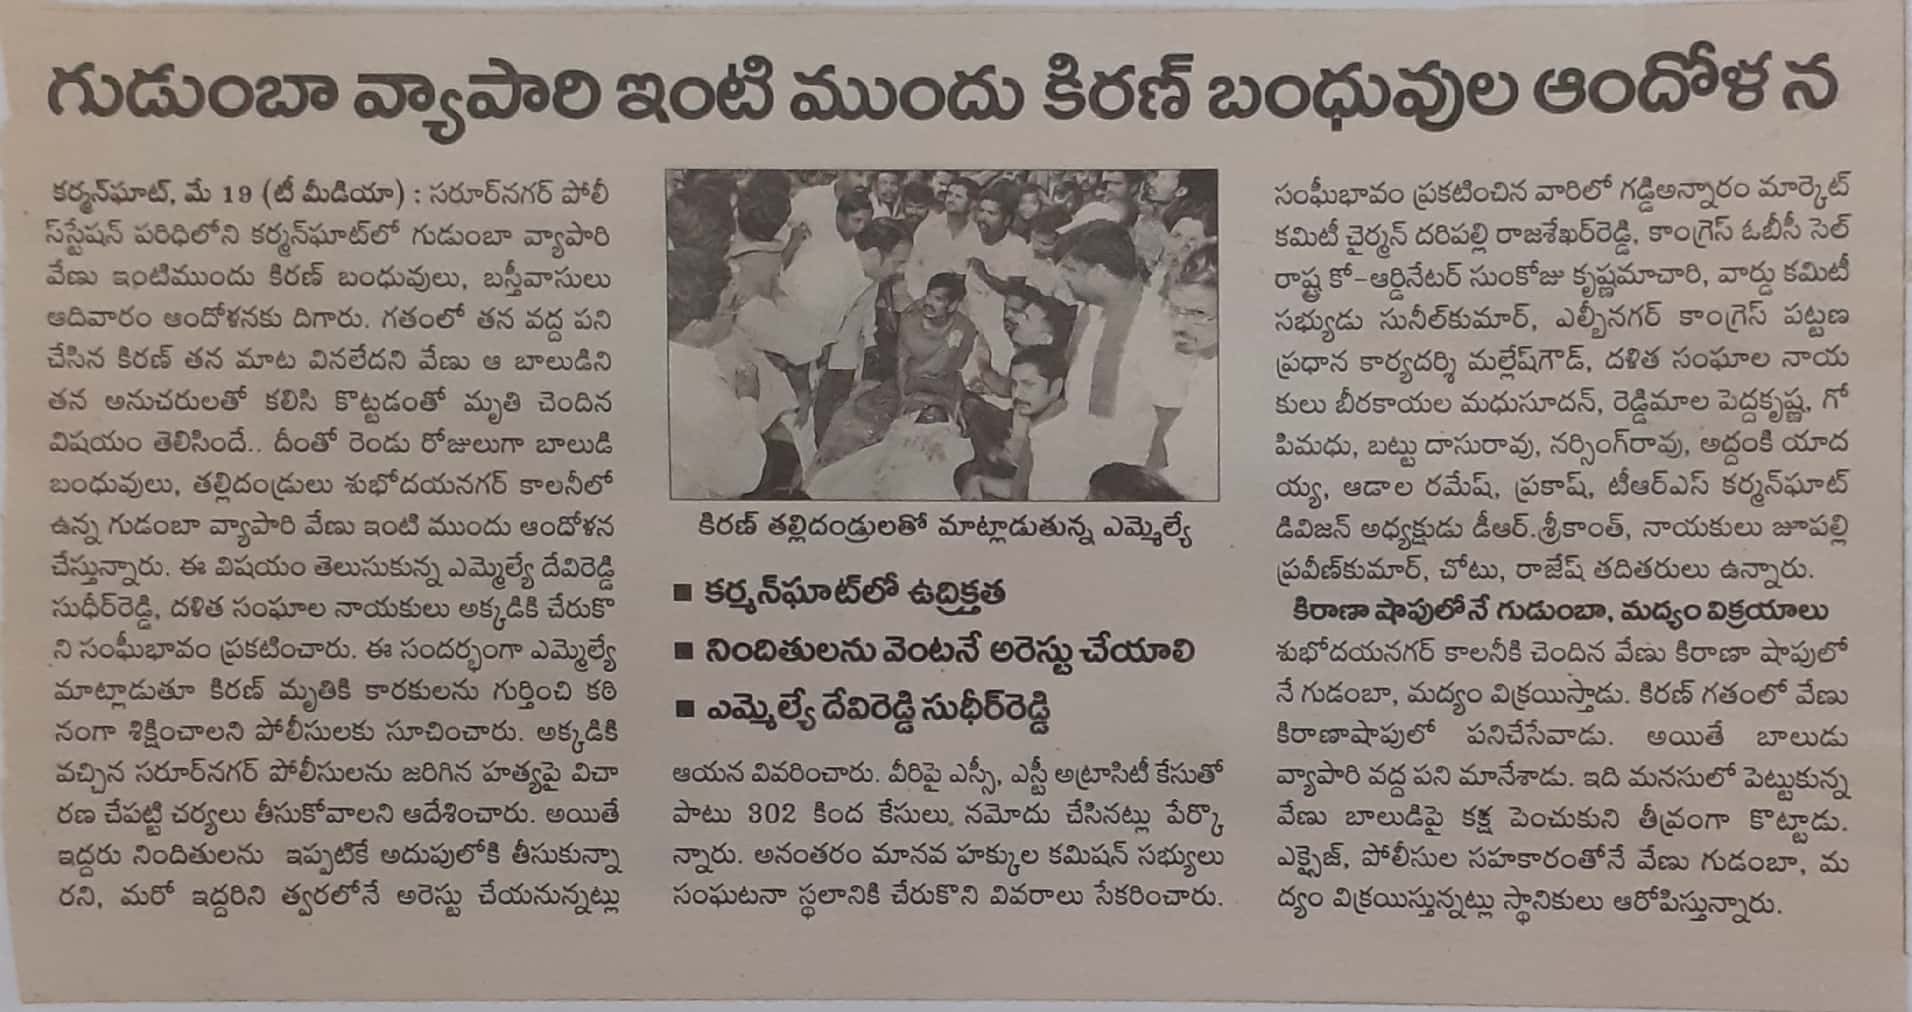 గుడుంబా వ్యాపారి ఇంటి ముందు కిరణ్ బంధువుల ఆందోళన
కర్మన్‌ఘాట్, మే 19 (టీ మీడియా) : సరూర్‌నగర్ పోలీ
స్‌స్టేషన్ పరిధిలోని కర్మన్‌ఘాట్‌లో గుడుంబా వ్యాపారి
వేణు ఇంటిముందు కిరణ్ బంధువులు, బస్తీవాసులు
ఆదివారం ఆందోళనకు దిగారు. గతంలో తన వద్ద పని
చేసిన కిరణ్ తన మాట వినలేదని వేణు ఆ బాలుడిని
తన అనుచరులతో కలిసి కొట్టడంతో మృతి చెందిన
విషయం తెలిసిందే.. దీంతో రెండు రోజులుగా బాలుడి
బంధువులు, తల్లిదండ్రులు శుభోదయనగర్ కాలనీలో
ఉన్న గుడంబా వ్యాపారి వేణు ఇంటి ముందు ఆందోళన
చేస్తున్నారు. ఈ విషయం తెలుసుకున్న ఎమ్మెల్యే దేవిరెడ్డి
సుధీర్‌రెడ్డి, దళిత సంఘాల నాయకులు అక్కడికి చేరుకొ
ని సంఘీభావం ప్రకటించారు. ఈ సందర్భంగా ఎమ్మెల్యే
మాట్లాడుతూ కిరణ్ మృతికి కారకులను గుర్తించి కఠి
నంగా శిక్షించాలని పోలీసులకు సూచించారు. అక్కడికి
వచ్చిన సరూర్‌నగర్ పోలీసులను జరిగిన హత్యపై విచా
రణ చేపట్టి చర్యలు తీసుకోవాలని ఆదేశించారు. అయితే
ఇద్దరు నిందితులను ఇప్పటికే అదుపులోకి తీసుకున్నా
రని, మరో ఇద్దరిని త్వరలోనే అరెస్టు చేయనున్నట్లు
కిరణ్ తల్లిదండ్రులతో మాట్లాడుతున్న ఎమ్మెల్యే
■ కర్మన్‌ఘాట్‌లో ఉద్రిక్తత
■ నిందితులను వెంటనే అరెస్టు చేయాలి
■ ఎమ్మెల్యే దేవిరెడ్డి సుధీర్‌రెడ్డి
ఆయన వివరించారు. వీరిపై ఎస్సీ, ఎస్టీ అట్రాసిటీ కేసుతో
పాటు 302 కింద కేసులు, నమోదు చేసినట్లు పేర్కొ
న్నారు. అనంతరం మానవ హక్కుల కమిషన్ సభ్యులు
సంఘటనా స్థలానికి చేరుకొని వివరాలు సేకరించారు.
సంఘీభావం ప్రకటించిన వారిలో గడ్డిఅన్నారం మార్కెట్
కమిటీ చైర్మన్ దరిపల్లి రాజశేఖర్‌రెడ్డి, కాంగ్రెస్ ఓబీసీ సెల్
రాష్ట్ర కో-ఆర్డినేటర్ సుంకోజు కృష్ణమాచారి, వార్డు కమిటీ
సభ్యుడు సునీల్‌కుమార్, ఎల్బీనగర్ కాంగ్రెస్ పట్టణ
ప్రధాన కార్యదర్శి మల్లేష్‌గౌడ్, దళిత సంఘాల నాయ
కులు బీరకాయల మధుసూదన్, రెడ్డిమాల పెద్దకృష్ణ, గో
పిమధు, బట్టు దాసురావు, నర్సింగ్‌రావు, అద్దంకి యాద
య్య, ఆడాల రమేష్, ప్రకాష్, టీఆర్ఎస్ కర్మన్‌ఘాట్
డివిజన్ అధ్యక్షుడు డీఆర్.శ్రీకాంత్, నాయకులు జూపల్లి
ప్రవీణ్‌కుమార్, చోటు, రాజేష్ తదితరులు ఉన్నారు.
కిరాణా షాపులోనే గుడుంబా, మద్యం విక్రయాలు
శుభోదయనగర్ కాలనీకి చెందిన వేణు కిరాణా షాపులో
నే గుడంబా, మద్యం విక్రయిస్తాడు. కిరణ్ గతంలో వేణు
కిరాణాషాపులో పనిచేసేవాడు. అయితే బాలుడు
వ్యాపారి వద్ద పని మానేశాడు. ఇది మనసులో పెట్టుకున్న
వేణు బాలుడిపై కక్ష పెంచుకుని తీవ్రంగా కొట్టాడు.
ఎక్సైజ్, పోలీసుల సహకారంతోనే వేణు గుడంబా, మ
ద్యం విక్రయిస్తున్నట్లు స్థానికులు ఆరోపిస్తున్నారు.